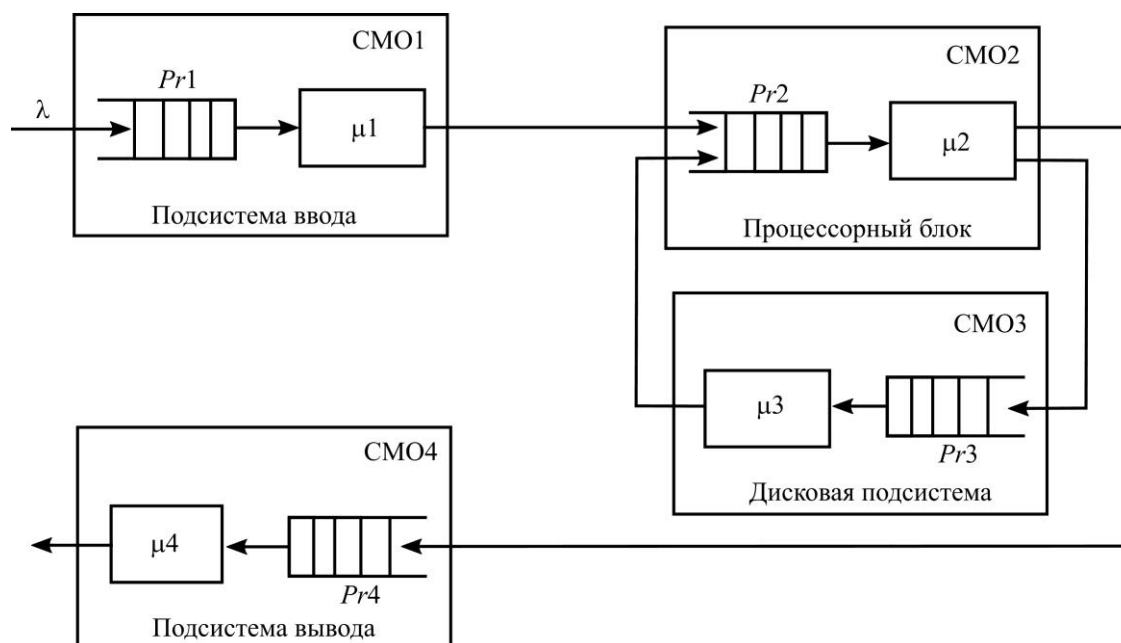 СМО1
Pr1
λ
μ1
Подсистема ввода
СМО2
Pr2
μ2
Процессорный блок
СМО3
μ3
Pr3
Дисковая подсистема
СМО4
μ4
Pr4
Подсистема вывода